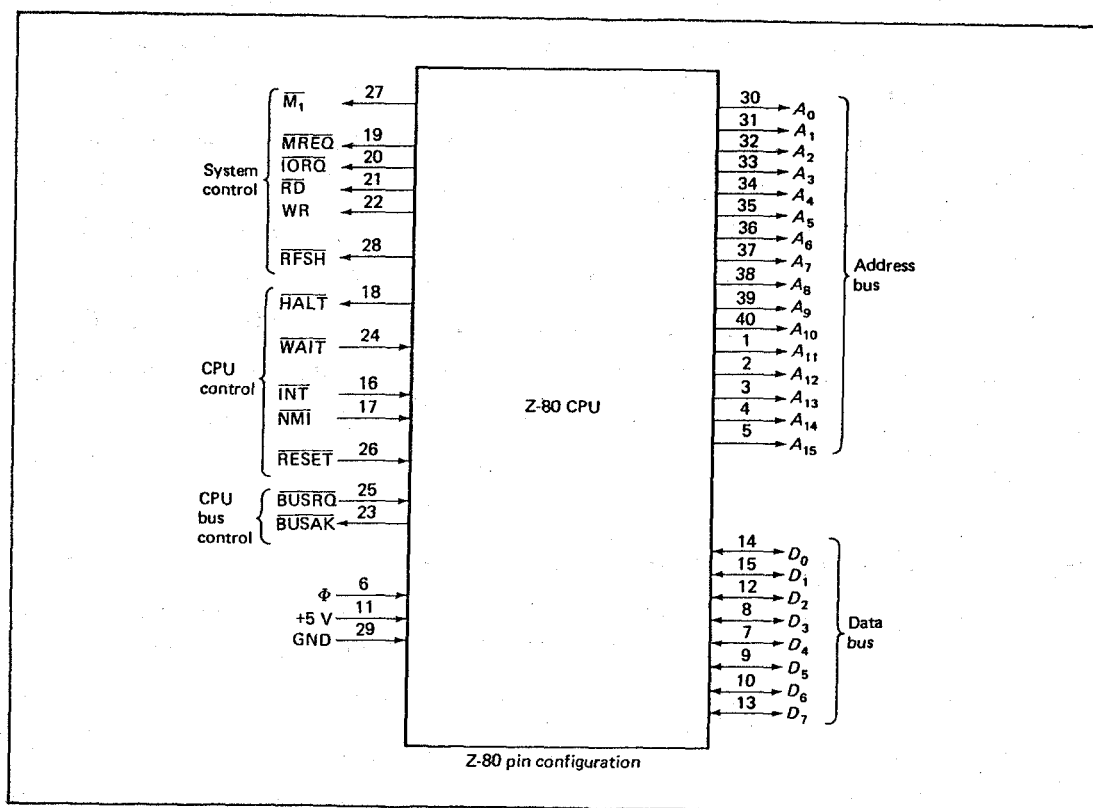 System control
M̅₁ 27
M̅R̅E̅Q̅ 19
I̅O̅R̅Q̅ 20
R̅D̅ 21
WR 22
R̅F̅S̅H̅ 28
CPU control
H̅A̅L̅T̅ 18
W̅A̅I̅T̅ 24
I̅N̅T̅ 16
N̅M̅I̅ 17
R̅E̅S̅E̅T̅ 26
CPU bus control
B̅U̅S̅R̅Q̅ 25
B̅U̅S̅A̅K̅ 23
Φ 6
+5 V 11
GND 29
Z-80 CPU
30 A₀
31 A₁
32 A₂
33 A₃
34 A₄
35 A₅
36 A₆
37 A₇
38 A₈
39 A₉
40 A₁₀
1 A₁₁
2 A₁₂
3 A₁₃
4 A₁₄
5 A₁₅
Address bus
14 D₀
15 D₁
12 D₂
8 D₃
7 D₄
9 D₅
10 D₆
13 D₇
Data bus
Z-80 pin configuration